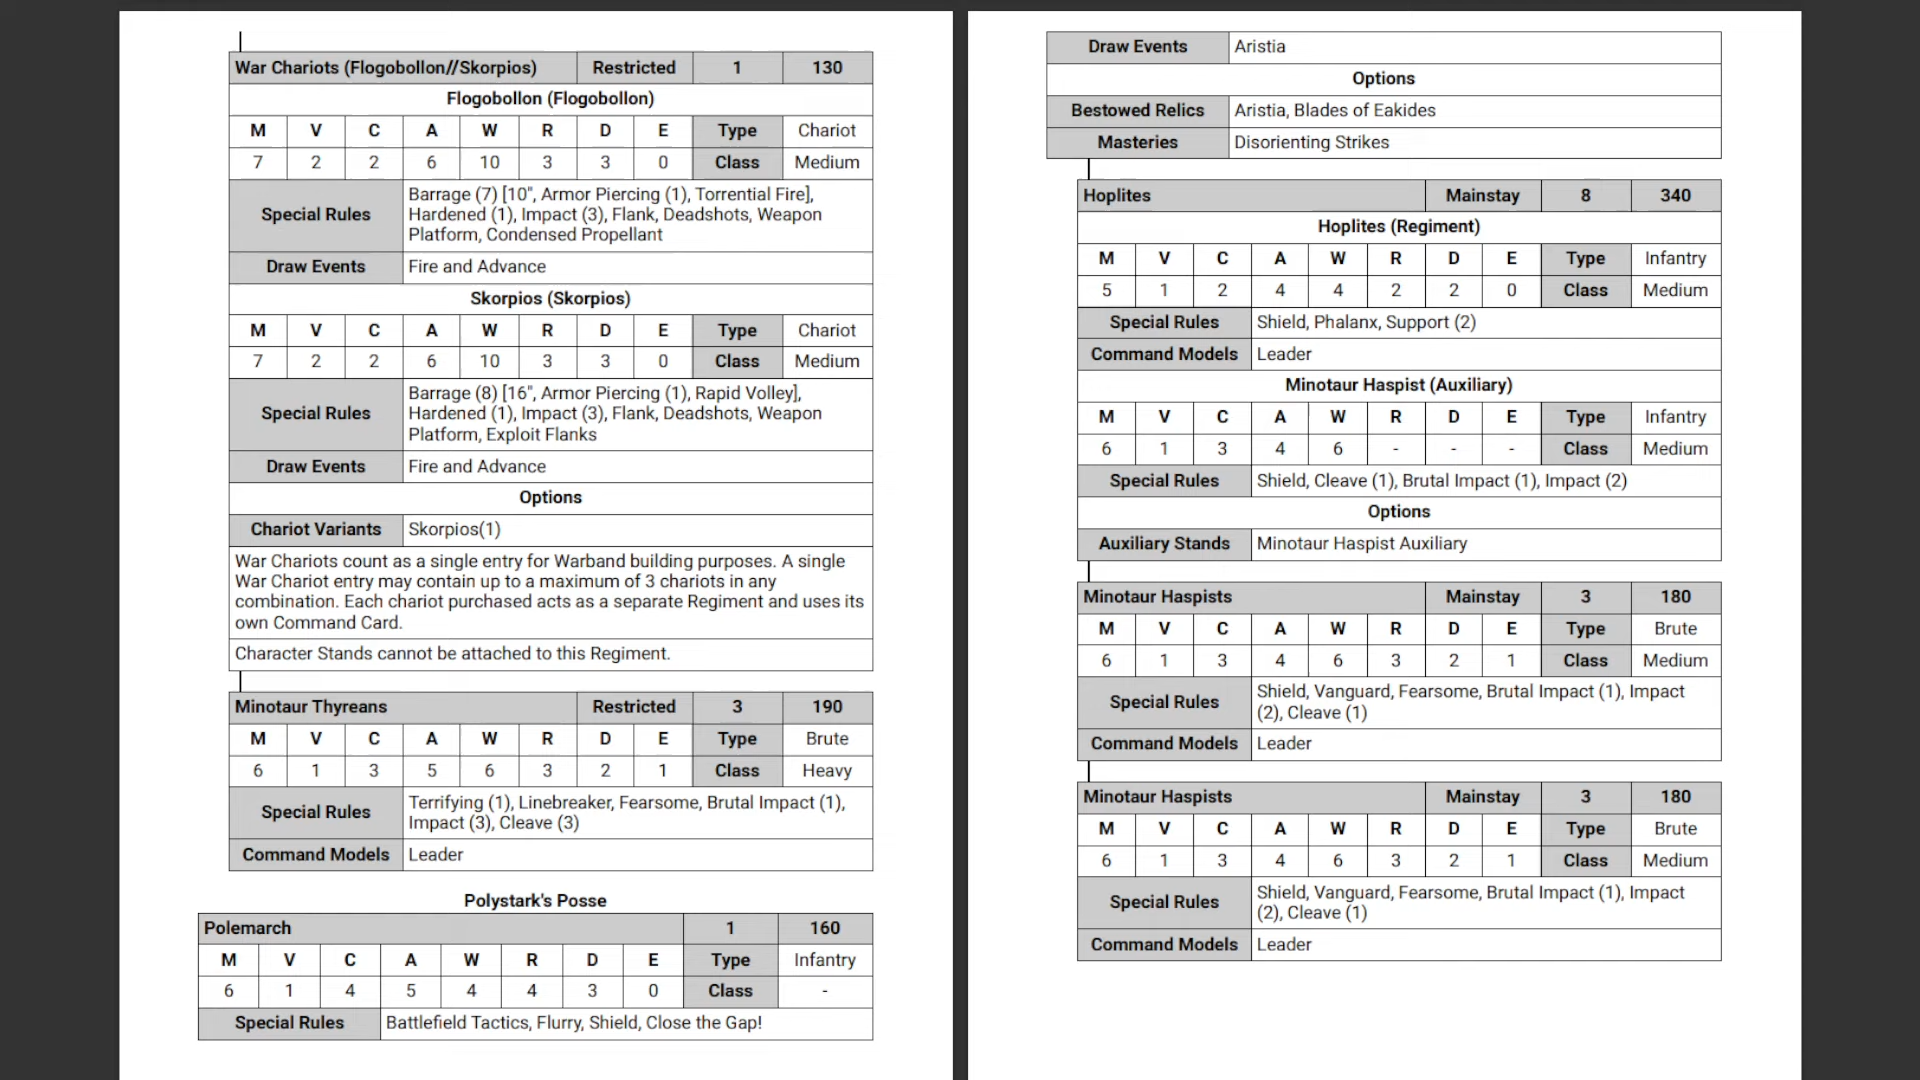 War Chariots (Flogobollon//Skorpios) Restricted 1 130
Flogobollon (Flogobollon)
M V C A W R D E Type Chariot
7 2 2 6 10 3 3 0 Class Medium
Special Rules Barrage (7) [10", Armor Piercing (1), Torrential Fire],
Hardened (1), Impact (3), Flank, Deadshots, Weapon
Platform, Condensed Propellant
Draw Events Fire and Advance
Skorpios (Skorpios)
M V C A W R D E Type Chariot
7 2 2 6 10 3 3 0 Class Medium
Special Rules Barrage (8) [16", Armor Piercing (1), Rapid Volley],
Hardened (1), Impact (3), Flank, Deadshots, Weapon
Platform, Exploit Flanks
Draw Events Fire and Advance
Options
Chariot Variants Skorpios(1)
War Chariots count as a single entry for Warband building purposes. A single
War Chariot entry may contain up to a maximum of 3 chariots in any
combination. Each chariot purchased acts as a separate Regiment and uses its
own Command Card.
Character Stands cannot be attached to this Regiment.
Minotaur Thyreans Restricted 3 190
M V C A W R D E Type Brute
6 1 3 5 6 3 2 1 Class Heavy
Special Rules Terrifying (1), Linebreaker, Fearsome, Brutal Impact (1),
Impact (3), Cleave (3)
Command Models Leader
Polystark's Posse
Polemarch 1 160
M V C A W R D E Type Infantry
6 1 4 5 4 4 3 0 Class -
Special Rules Battlefield Tactics, Flurry, Shield, Close the Gap!
Draw Events Aristia
Options
Bestowed Relics Aristia, Blades of Eakides
Masteries Disorienting Strikes
Hoplites Mainstay 8 340
Hoplites (Regiment)
M V C A W R D E Type Infantry
5 1 2 4 4 2 2 0 Class Medium
Special Rules Shield, Phalanx, Support (2)
Command Models Leader
Minotaur Haspist (Auxiliary)
M V C A W R D E Type Infantry
6 1 3 4 6 - - - Class Medium
Special Rules Shield, Cleave (1), Brutal Impact (1), Impact (2)
Options
Auxiliary Stands Minotaur Haspist Auxiliary
Minotaur Haspists Mainstay 3 180
M V C A W R D E Type Brute
6 1 3 4 6 3 2 1 Class Medium
Special Rules Shield, Vanguard, Fearsome, Brutal Impact (1), Impact
(2), Cleave (1)
Command Models Leader
Minotaur Haspists Mainstay 3 180
M V C A W R D E Type Brute
6 1 3 4 6 3 2 1 Class Medium
Special Rules Shield, Vanguard, Fearsome, Brutal Impact (1), Impact
(2), Cleave (1)
Command Models Leader